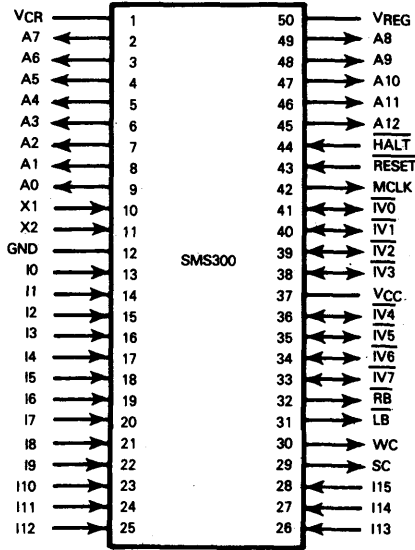 VCR 1 50 VREG
A7 2 49 A8
A6 3 48 A9
A5 4 47 A10
A4 5 46 A11
A3 6 45 A12
A2 7 44 HALT
A1 8 43 RESET
A0 9 42 MCLK
X1 10 41 IV0
X2 11 40 IV1
GND 12 39 IV2
SMS300
I0 13 38 IV3
I1 14 37 VCC
I2 15 36 IV4
I3 16 35 IV5
I4 17 34 IV6
I5 18 33 IV7
I6 19 32 RB
I7 20 31 LB
I8 21 30 WC
I9 22 29 SC
I10 23 28 I15
I11 24 27 I14
I12 25 26 I13